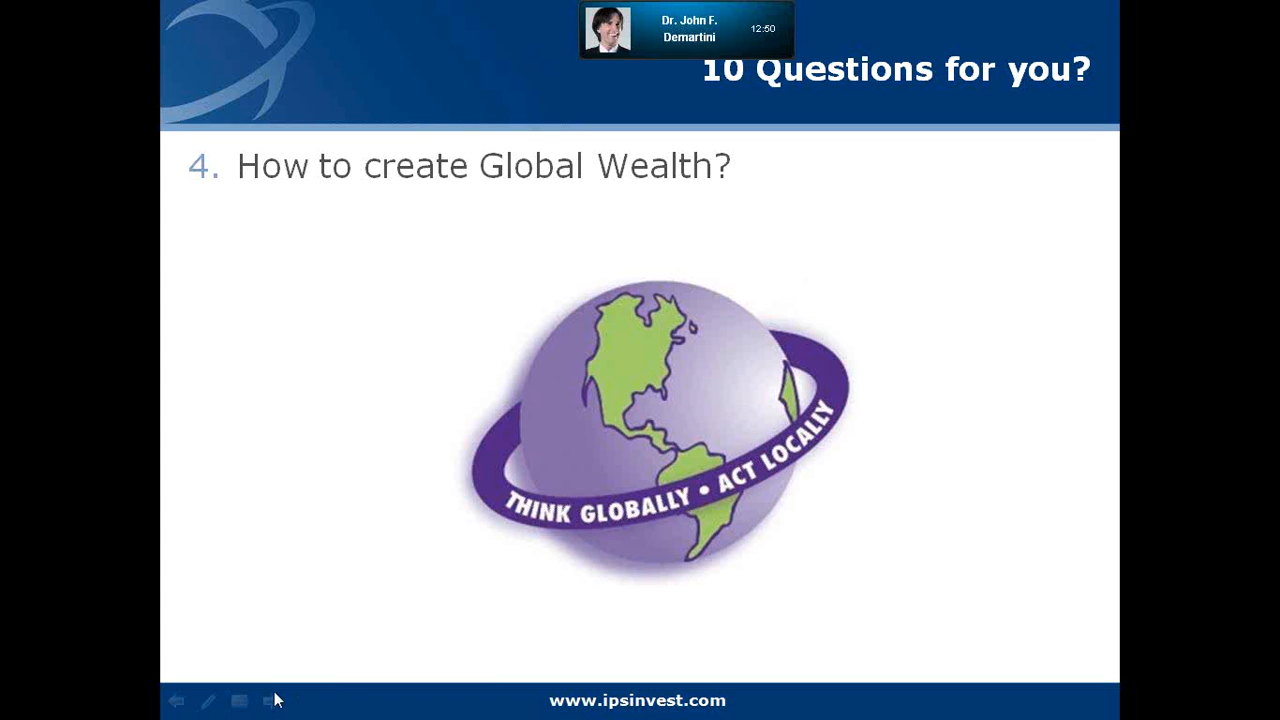 Dr. John F.
Demartini
12:50
10 Questions for you?
4. How to create Global Wealth?
THINK GLOBALLY • ACT LOCALLY
www.ipsinvest.com